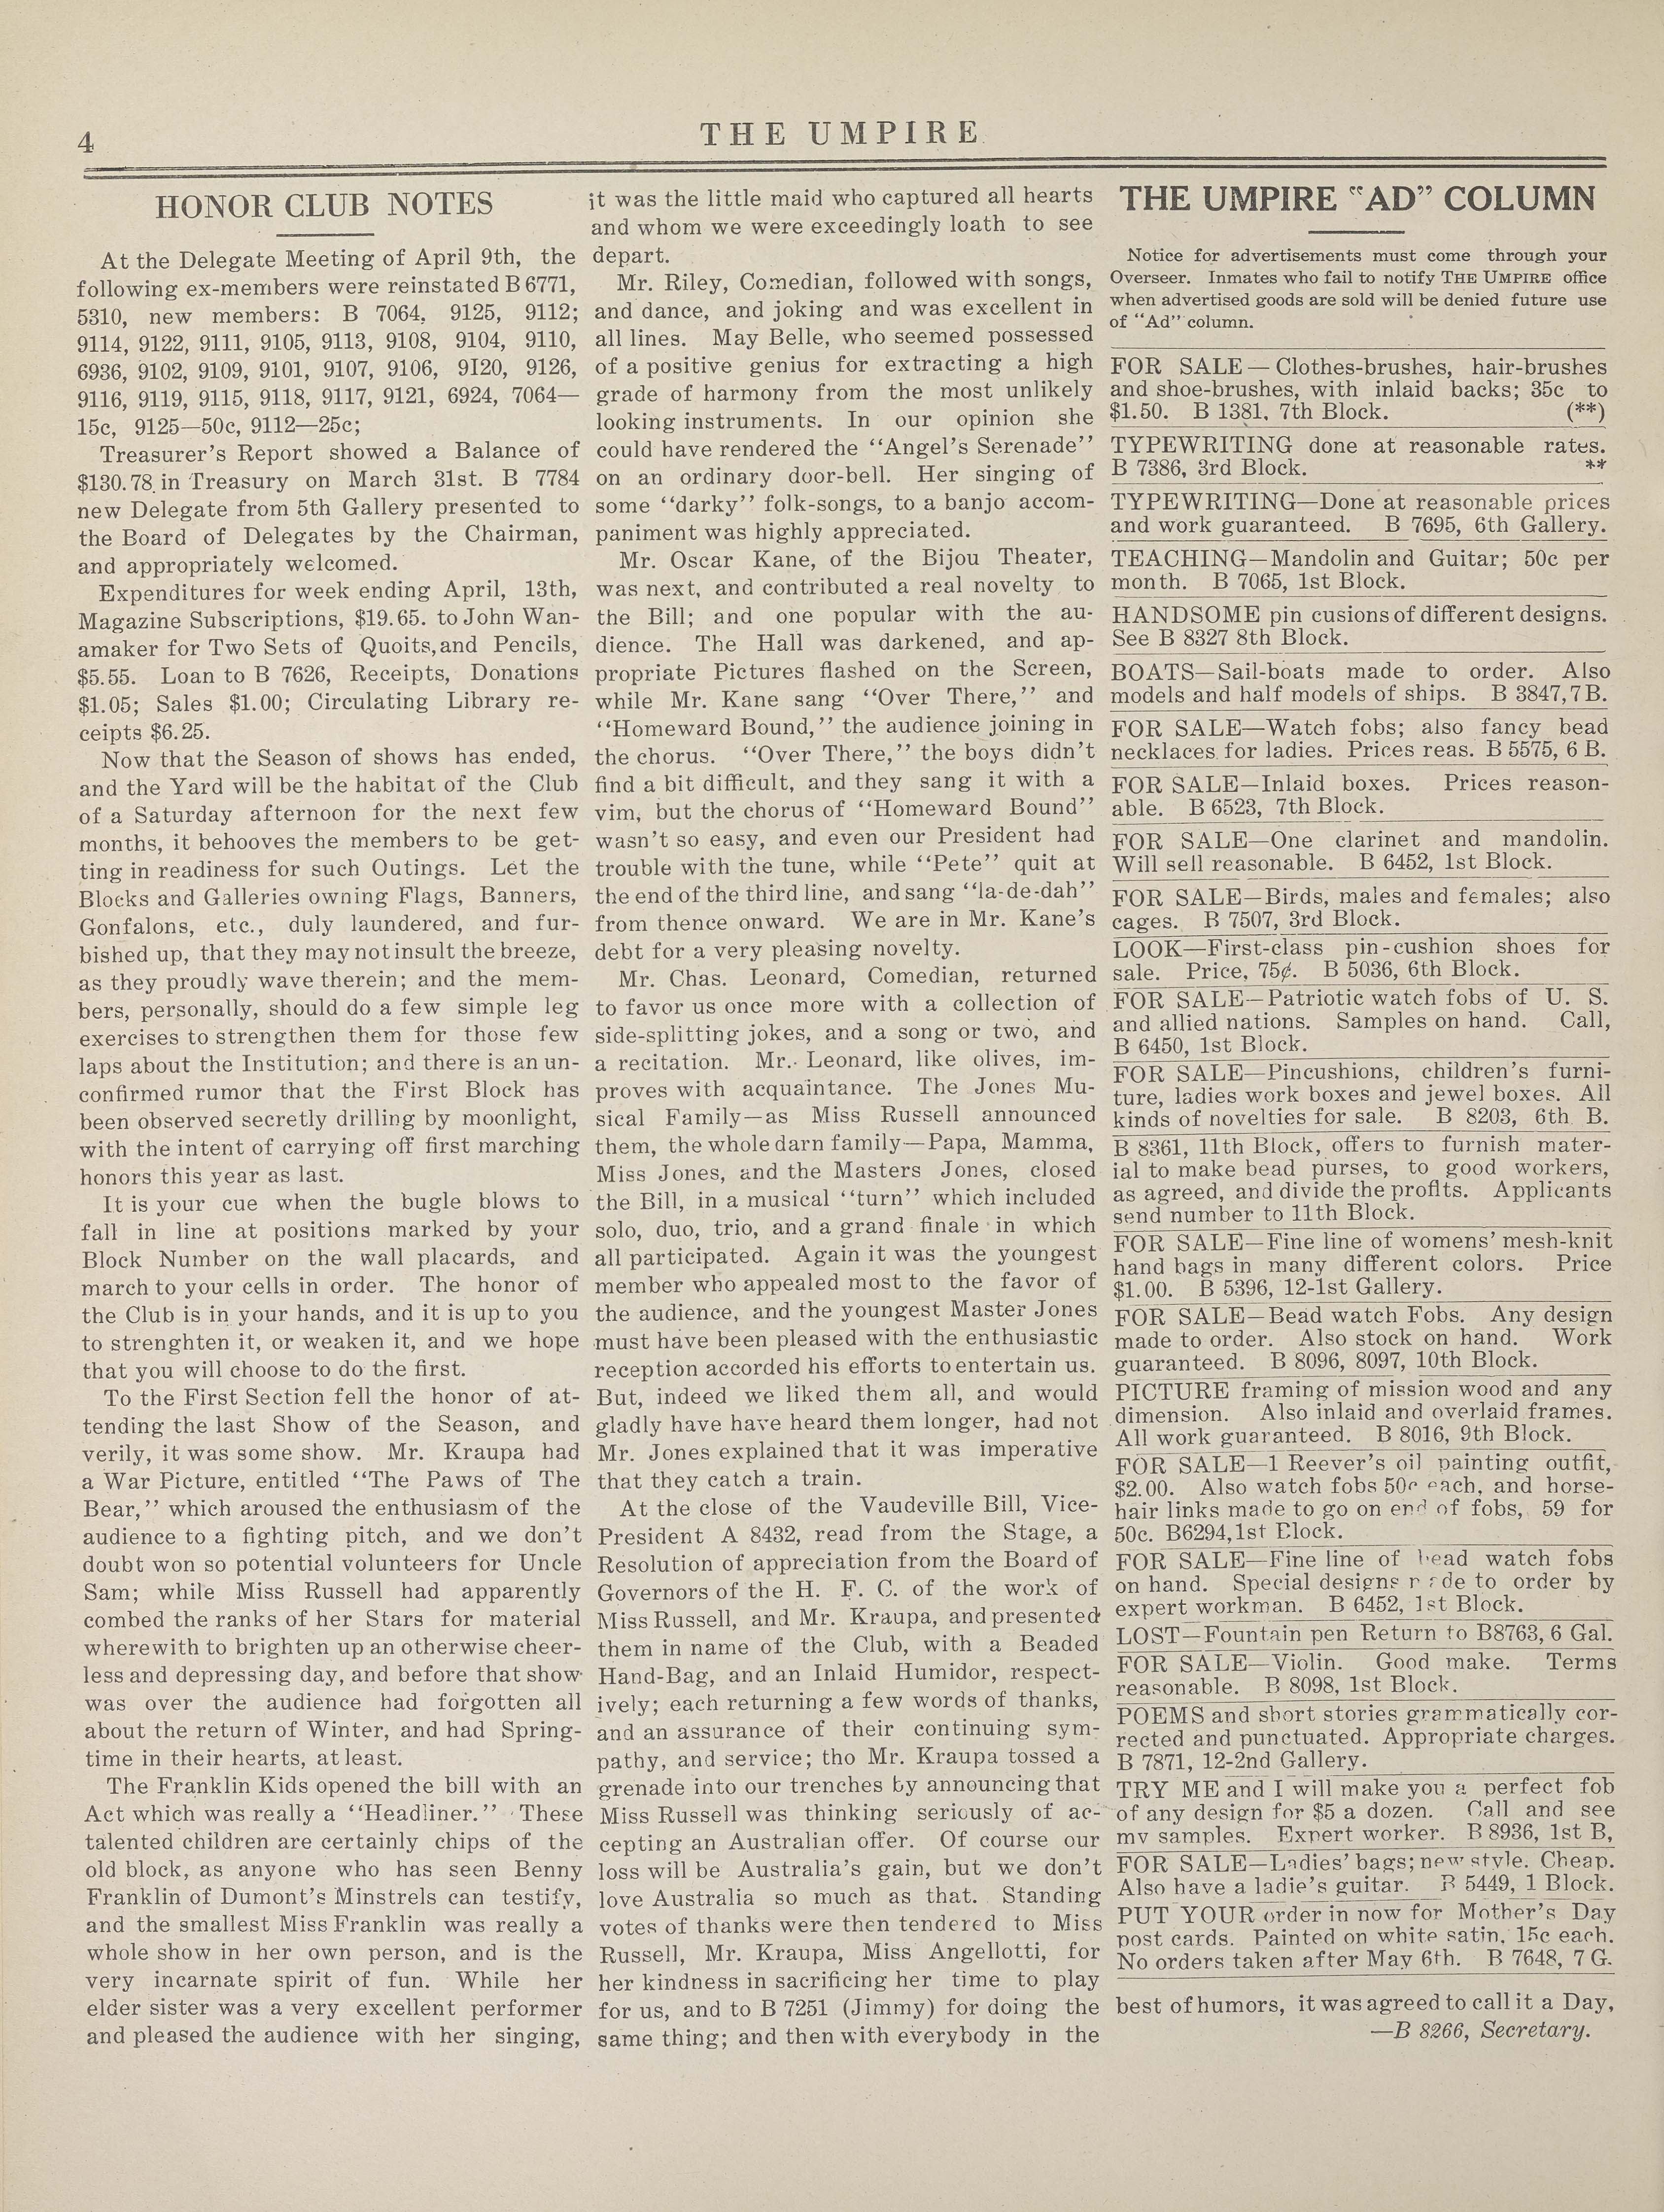 4
THE UMPIRE
HONOR CLUB NOTES
At the Delegate Meeting of April 9th, the
following ex-members were reinstated B 6771,
5310, new members: B 7064, 9125, 9112;
9114, 9122, 9111, 9105, 9113, 9108, 9104, 9110,
6936, 9102, 9109, 9101, 9107, 9106, 9I20, 9126,
9116, 9119, 9115, 9118, 9117, 9121, 6924, 7064—
15c, 9125—50c, 9112—25c;
Treasurer's Report showed a Balance of
$130.78 in Treasury on March 31st. B 7784
new Delegate from 5th Gallery presented to
the Board of Delegates by the Chairman,
and appropriately welcomed.
Expenditures for week ending April, 13th,
Magazine Subscriptions, $19.65. to John Wan-
amaker for Two Sets of Quoits, and Pencils,
$5.55. Loan to B 7626, Receipts, Donations
$1.05; Sales $1.00; Circulating Library re-
ceipts $6.25.
Now that the Season of shows has ended,
and the Yard will be the habitat of the Club
of a Saturday afternoon for the next few
months, it behooves the members to be get-
ting in readiness for such Outings. Let the
Blocks and Galleries owning Flags, Banners,
Gonfalons, etc., duly laundered, and fur-
bished up, that they may not insult the breeze,
as they proudly wave therein; and the mem-
bers, personally, should do a few simple leg
exercises to strengthen them for those few
laps about the Institution; and there is an un-
confirmed rumor that the First Block has
been observed secretly drilling by moonlight,
with the intent of carrying off first marching
honors this year as last.
It is your cue when the bugle blows to
fall in line at positions marked by your
Block Number on the wall placards, and
march to your cells in order. The honor of
the Club is in your hands, and it is up to you
to strenghten it, or weaken it, and we hope
that you will choose to do the first.
To the First Section fell the honor of at-
tending the last Show of the Season, and
verily, it was some show. Mr. Kraupa had
a War Picture, entitled "The Paws of The
Bear," which aroused the enthusiasm of the
audience to a fighting pitch, and we don't
doubt won so potential volunteers for Uncle
Sam; while Miss Russell had apparently
combed the ranks of her Stars for material
wherewith to brighten up an otherwise cheer-
less and depressing day, and before that show
was over the audience had forgotten all
about the return of Winter, and had Spring-
time in their hearts, at least.
The Franklin Kids opened the bill with an
Act which was really a "Headliner." These
talented children are certainly chips of the
old block, as anyone who has seen Benny
Franklin of Dumont's Minstrels can testify,
and the smallest Miss Franklin was really a
whole show in her own person, and is the
very incarnate spirit of fun. While her
elder sister was a very excellent performer
and pleased the audience with her singing,
it was the little maid who captured all hearts
and whom we were exceedingly loath to see
depart.
Mr. Riley, Comedian, followed with songs,
and dance, and joking and was excellent in
all lines. May Belle, who seemed possessed
of a positive genius for extracting a high
grade of harmony from the most unlikely
looking instruments. In our opinion she
could have rendered the "Angel's Serenade"
on an ordinary door-bell. Her singing of
some "darky" folk-songs, to a banjo accom-
paniment was highly appreciated.
Mr. Oscar Kane, of the Bijou Theater,
was next, and contributed a real novelty to
the Bill; and one popular with the au-
dience. The Hall was darkened, and ap-
propriate Pictures flashed on the Screen,
while Mr. Kane sang "Over There," and
"Homeward Bound," the audience joining in
the chorus. "Over There," the boys didn't
find a bit difficult, and they sang it with a
vim, but the chorus of "Homeward Bound"
wasn't so easy, and even our President had
trouble with the tune, while "Pete" quit at
the end of the third line, and sang "la-de-dah"
from thence onward. We are in Mr. Kane's
debt for a very pleasing novelty.
Mr. Chas. Leonard, Comedian, returned
to favor us once more with a collection of
side-splitting jokes, and a song or two, and
a recitation. Mr. Leonard, like olives, im-
proves with acquaintance. The Jones Mu-
sical Family—as Miss Russell announced
them, the whole darn family—Papa, Mamma,
Miss Jones, and the Masters Jones, closed
the Bill, in a musical "turn" which included
solo, duo, trio, and a grand finale in which
all participated. Again it was the youngest
member who appealed most to the favor of
the audience, and the youngest Master Jones
must have been pleased with the enthusiastic
reception accorded his efforts to entertain us.
But, indeed we liked them all, and would
gladly have have heard them longer, had not
Mr. Jones explained that it was imperative
that they catch a train.
At the close of the Vaudeville Bill, Vice-
President A 8432, read from the Stage, a
Resolution of appreciation from the Board of
Governors of the H. F. C. of the work of
Miss Russell, and Mr. Kraupa, and presented
them in name of the Club, with a Beaded
Hand-Bag, and an Inlaid Humidor, respect-
ively; each returning a few words of thanks,
and an assurance of their continuing sym-
pathy, and service; tho Mr. Kraupa tossed a
grenade into our trenches by announcing that
Miss Russell was thinking seriously of ac-
cepting an Australian offer. Of course our
loss will be Australia's gain, but we don't
love Australia so much as that. Standing
votes of thanks were then tendered to Miss
Russell, Mr. Kraupa, Miss Angellotti, for
her kindness in sacrificing her time to play
for us, and to B 7251 (Jimmy) for doing the
same thing; and then with everybody in the
THE UMPIRE "AD" COLUMN
Notice for advertisements must come through your
Overseer. Inmates who fail to notify THE UMPIRE office
when advertised goods are sold will be denied future use
of "Ad" column.
FOR SALE — Clothes-brushes, hair-brushes
and shoe-brushes, with inlaid backs; 35c to
$1.50. B 1381, 7th Block. (**)
TYPEWRITING done at reasonable rates.
B 7386, 3rd Block. **
TYPEWRITING—Done at reasonable prices
and work guaranteed. B 7695, 6th Gallery.
TEACHING—Mandolin and Guitar; 50c per
month. B 7065, 1st Block.
HANDSOME pin cusions of different designs.
See B 8327 8th Block.
BOATS—Sail-boats made to order. Also
models and half models of ships. B 3847, 7 B.
FOR SALE—Watch fobs; also fancy bead
necklaces for ladies. Prices reas. B 5575, 6 B.
FOR SALE—Inlaid boxes. Prices reason-
able. B 6523, 7th Block.
FOR SALE—One clarinet and mandolin.
Will sell reasonable. B 6452, 1st Block.
FOR SALE—Birds, males and females; also
cages. B 7507, 3rd Block.
LOOK—First-class pin-cushion shoes for
sale. Price, 75¢. B 5036, 6th Block.
FOR SALE—Patriotic watch fobs of U. S.
and allied nations. Samples on hand. Call,
B 6450, 1st Block.
FOR SALE—Pincushions, children's furni-
ture, ladies work boxes and jewel boxes. All
kinds of novelties for sale. B 8203, 6th B.
B 8361, 11th Block, offers to furnish mater-
ial to make bead purses, to good workers,
as agreed, and divide the profits. Applicants
send number to 11th Block.
FOR SALE—Fine line of womens' mesh-knit
hand bags in many different colors. Price
$1.00. B 5396, 12-1st Gallery.
FOR SALE—Bead watch Fobs. Any design
made to order. Also stock on hand. Work
guaranteed. B 8096, 8097, 10th Block.
PICTURE framing of mission wood and any
dimension. Also inlaid and overlaid frames.
All work guaranteed. B 8016, 9th Block.
FOR SALE—1 Reever's oil painting outfit,
$2.00. Also watch fobs 50c each, and horse-
hair links made to go on end of fobs, 59 for
50c. B6294, 1st Block.
FOR SALE—Fine line of bead watch fobs
on hand. Special designs made to order by
expert workman. B 6452, 1st Block.
LOST—Fountain pen Return to B8763, 6 Gal.
FOR SALE—Violin. Good make. Terms
reasonable. B 8098, 1st Block.
POEMS and short stories grammatically cor-
rected and punctuated. Appropriate charges.
B 7871, 12-2nd Gallery.
TRY ME and I will make you a perfect fob
of any design for $5 a dozen. Call and see
my samples. Expert worker. B 8936, 1st B,
FOR SALE—Ladies' bags; new style. Cheap.
Also have a ladie's guitar. B 5449, 1 Block.
PUT YOUR order in now for Mother's Day
post cards. Painted on white satin, 15c each.
No orders taken after May 6th. B 7648, 7 G.
best of humors, it was agreed to call it a Day,
—B 8266, Secretary.